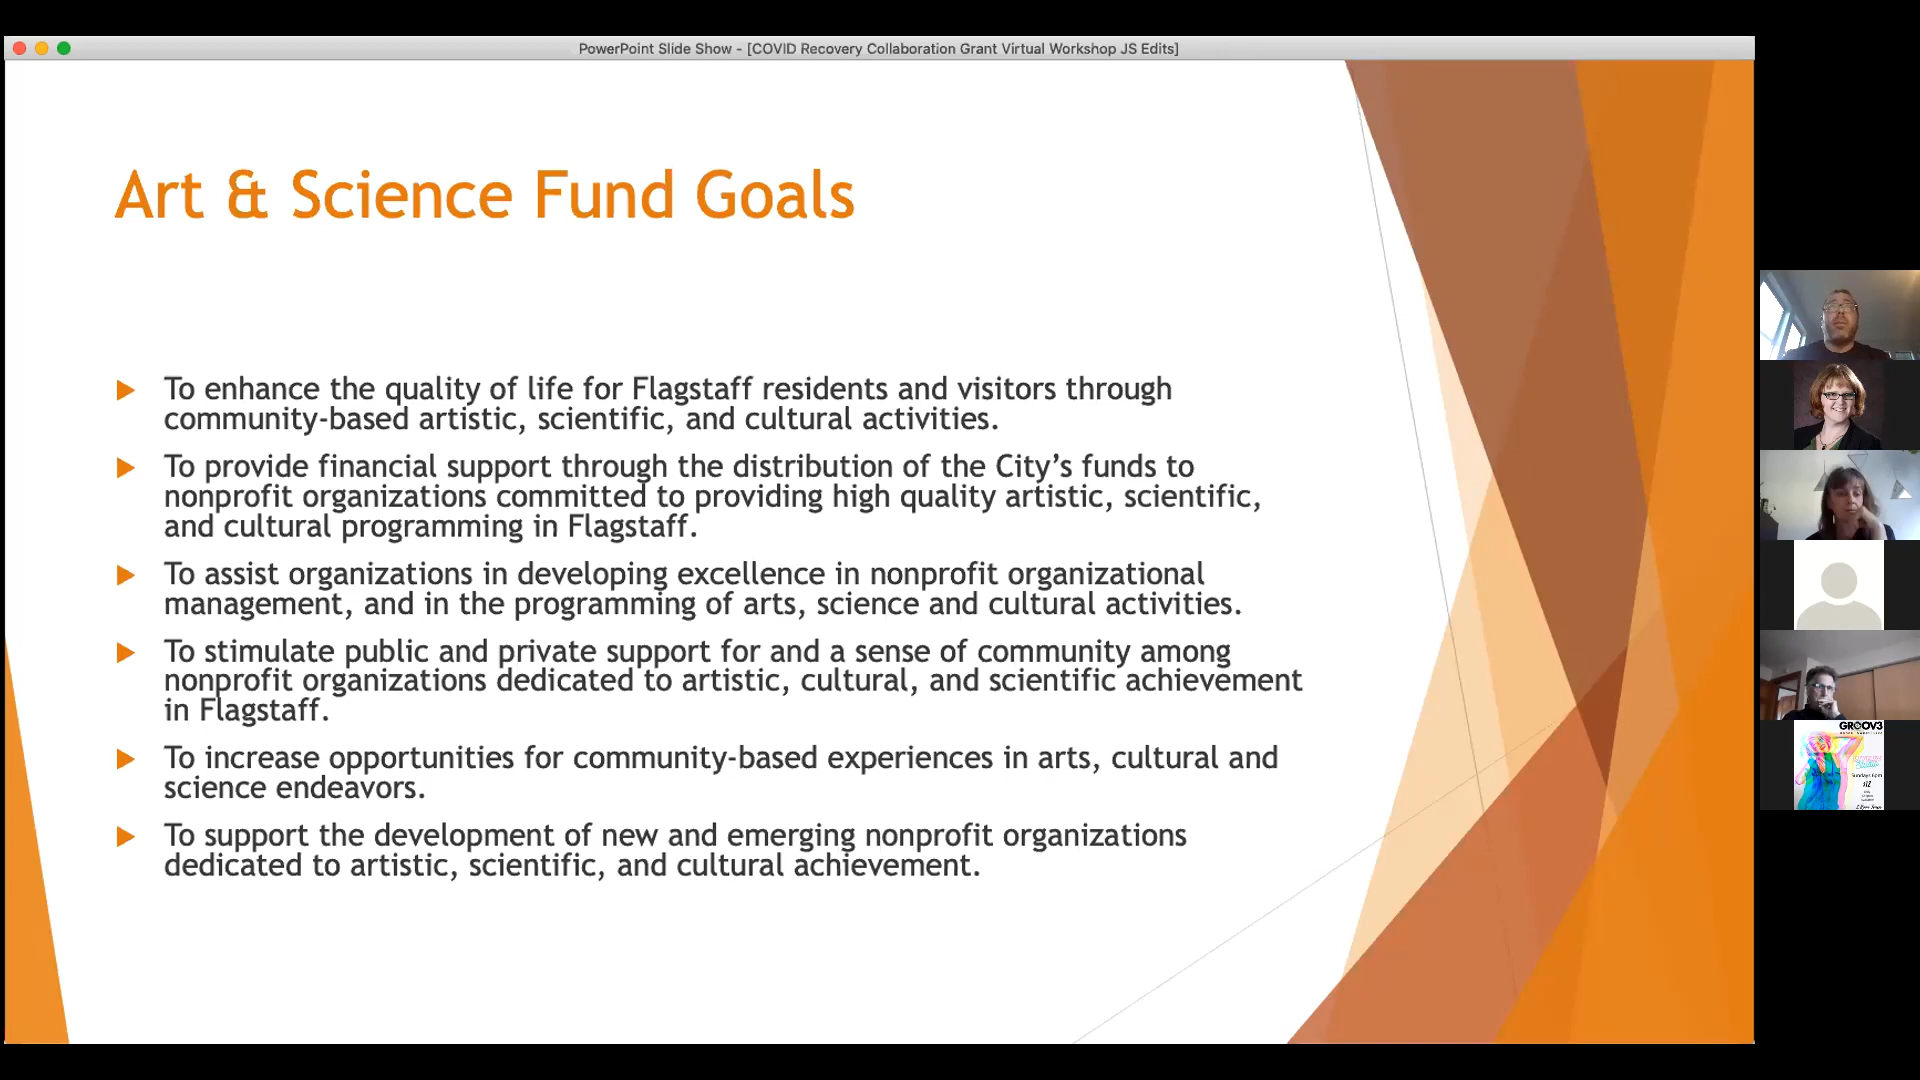 PowerPoint Slide Show - [COVID Recovery Collaboration Grant Virtual Workshop JS Edits]
Art & Science Fund Goals
To enhance the quality of life for Flagstaff residents and visitors through
community-based artistic, scientific, and cultural activities.
To provide financial support through the distribution of the City’s funds to
nonprofit organizations committed to providing high quality artistic, scientific,
and cultural programming in Flagstaff.
To assist organizations in developing excellence in nonprofit organizational
management, and in the programming of arts, science and cultural activities.
To stimulate public and private support for and a sense of community among
nonprofit organizations dedicated to artistic, cultural, and scientific achievement
in Flagstaff.
To increase opportunities for community-based experiences in arts, cultural and
science endeavors.
To support the development of new and emerging nonprofit organizations
dedicated to artistic, scientific, and cultural achievement.
GROOV3
Sundays 6pm